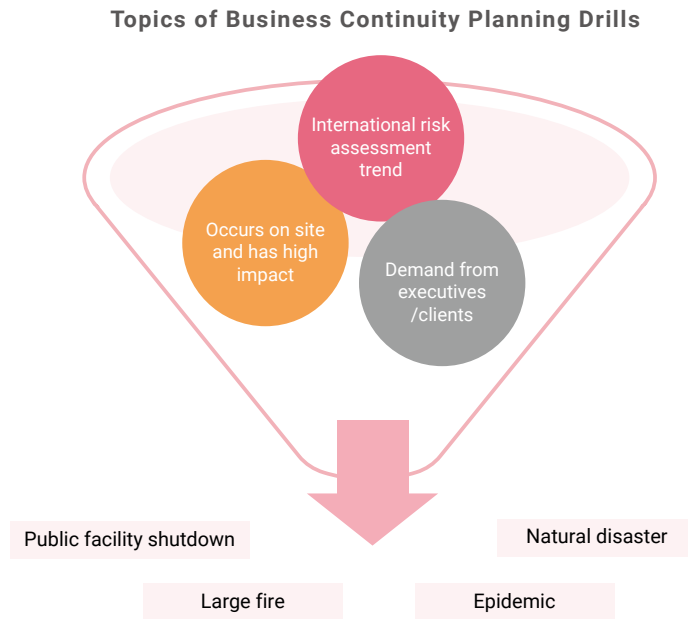 Topics of Business Continuity Planning Drills
International risk
assessment
trend
Occurs on site
and has high
impact
Demand from
executives
/clients
Public facility shutdown
Natural disaster
Large fire
Epidemic